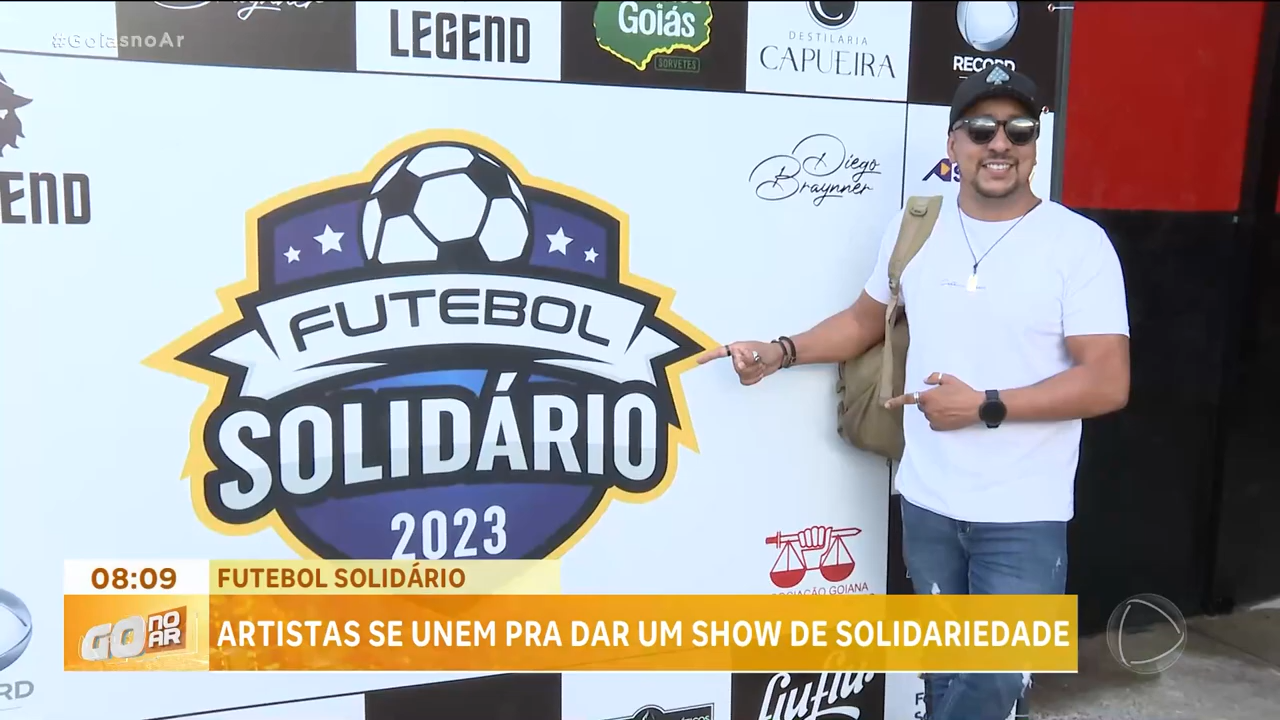 #GoiasnoAr
Braynner
LEGEND
Goiás
SORVETES
DESTILARIA
CAPUEIRA
RECORD
END
Diego
Braynner
FUTEBOL
SOLIDÁRIO
2023
08:09
FUTEBOL SOLIDÁRIO
GO NO AR
ARTISTAS SE UNEM PRA DAR UM SHOW DE SOLIDARIEDADE